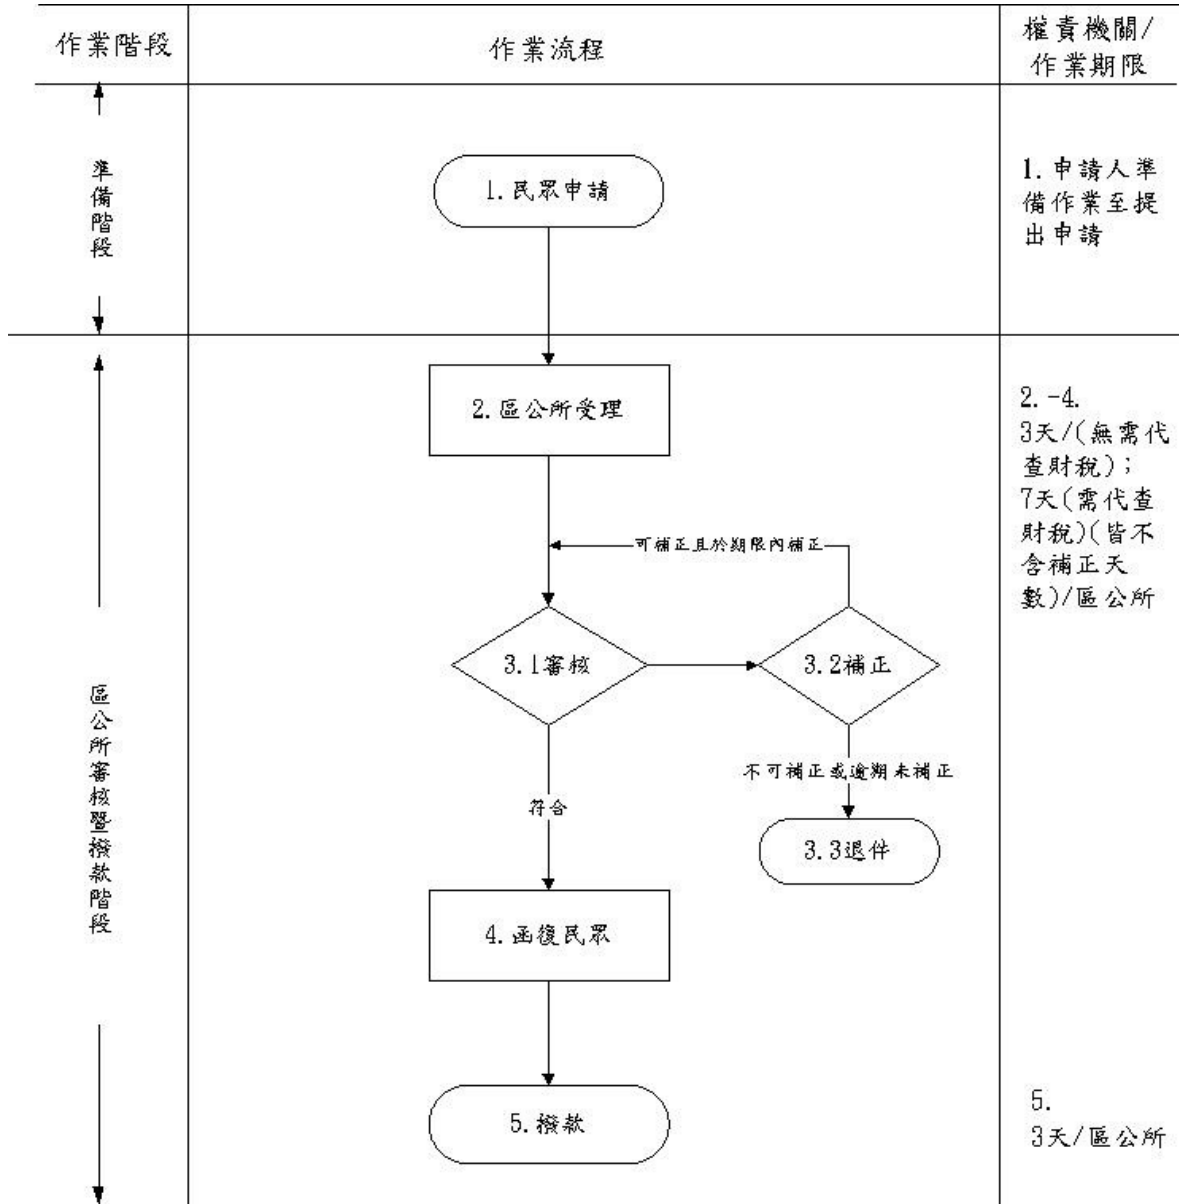 作業階段
作業流程
權責機關/
作業期限
準備階段
1.民眾申請
1.申請人準
備作業至提
出申請
區公所審核暨撥款階段
2.區公所受理
2.-4.
3天/(無需代
查財稅);
7天(需代查
財稅)(皆不
含補正天
數)/區公所
可補正且於期限內補正
3.1審核
3.2補正
不可補正或逾期未補正
符合
3.3退件
4.函復民眾
5.撥款
5.
3天/區公所